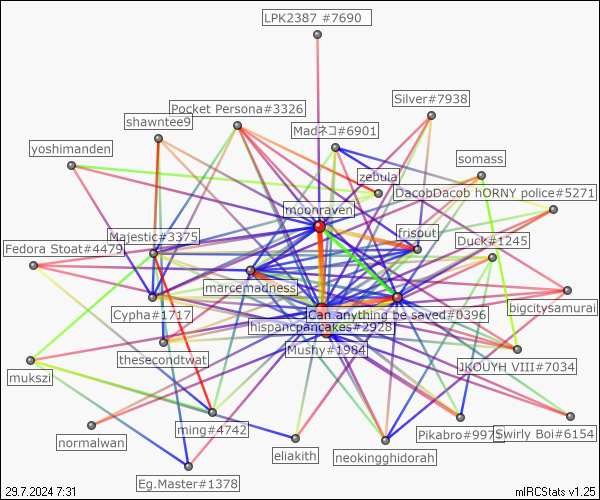 LPK2387 #7690
Silver#7938
Pocket Persona#3326
shawntee9
Madネコ#6901
yoshimanden
somass
zebula
DacobDacob hORNY police#5271
moonraven
frisout
Majestic#3375
Duck#1245
Fedora Stoat#4479
marcemadness
bigcitysamurai
Cypha#1717
Can anything be saved#0396
hispancpancakes#2928
Mushy#1984
thesecondtwat
JKOUYH VIII#7034
mukszi
ming#4742
Pikabro#997
Swirly Boi#6154
normalwan
eliakith
neokingghidorah
Eg.Master#1378
29.7.2024 7:31
mIRCStats v1.25